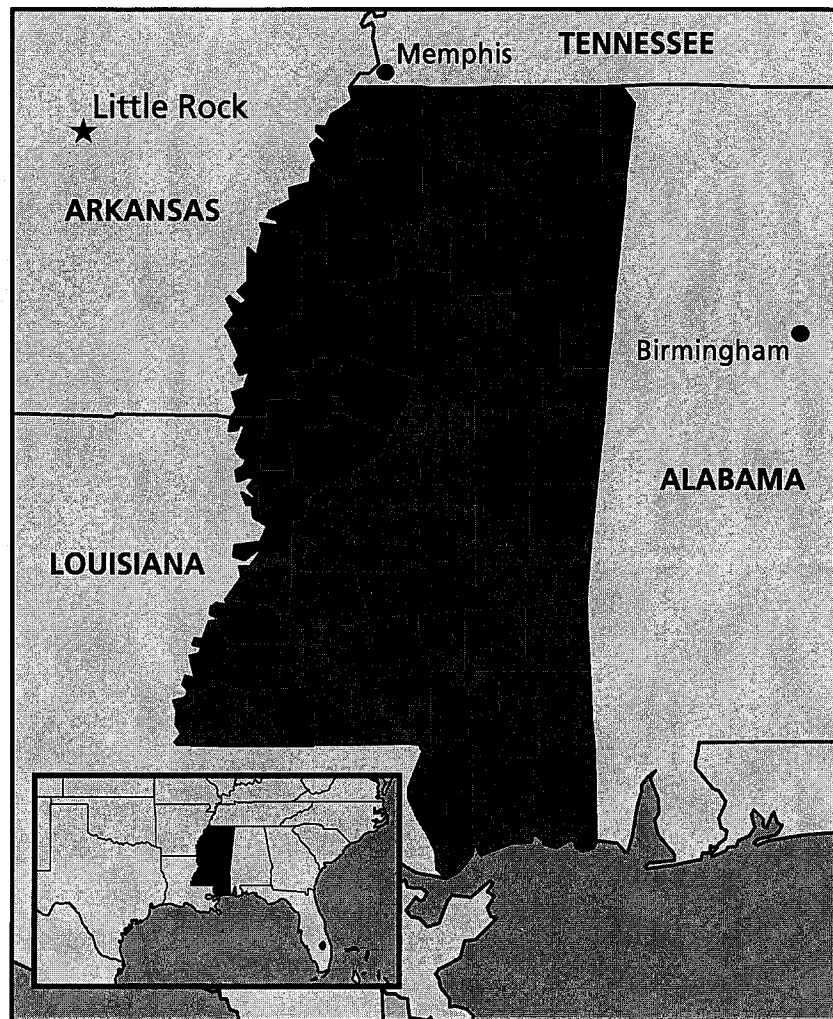 TENNESSEE
Memphis
Little Rock
ARKANSAS
Birmingham
ALABAMA
LOUISIANA